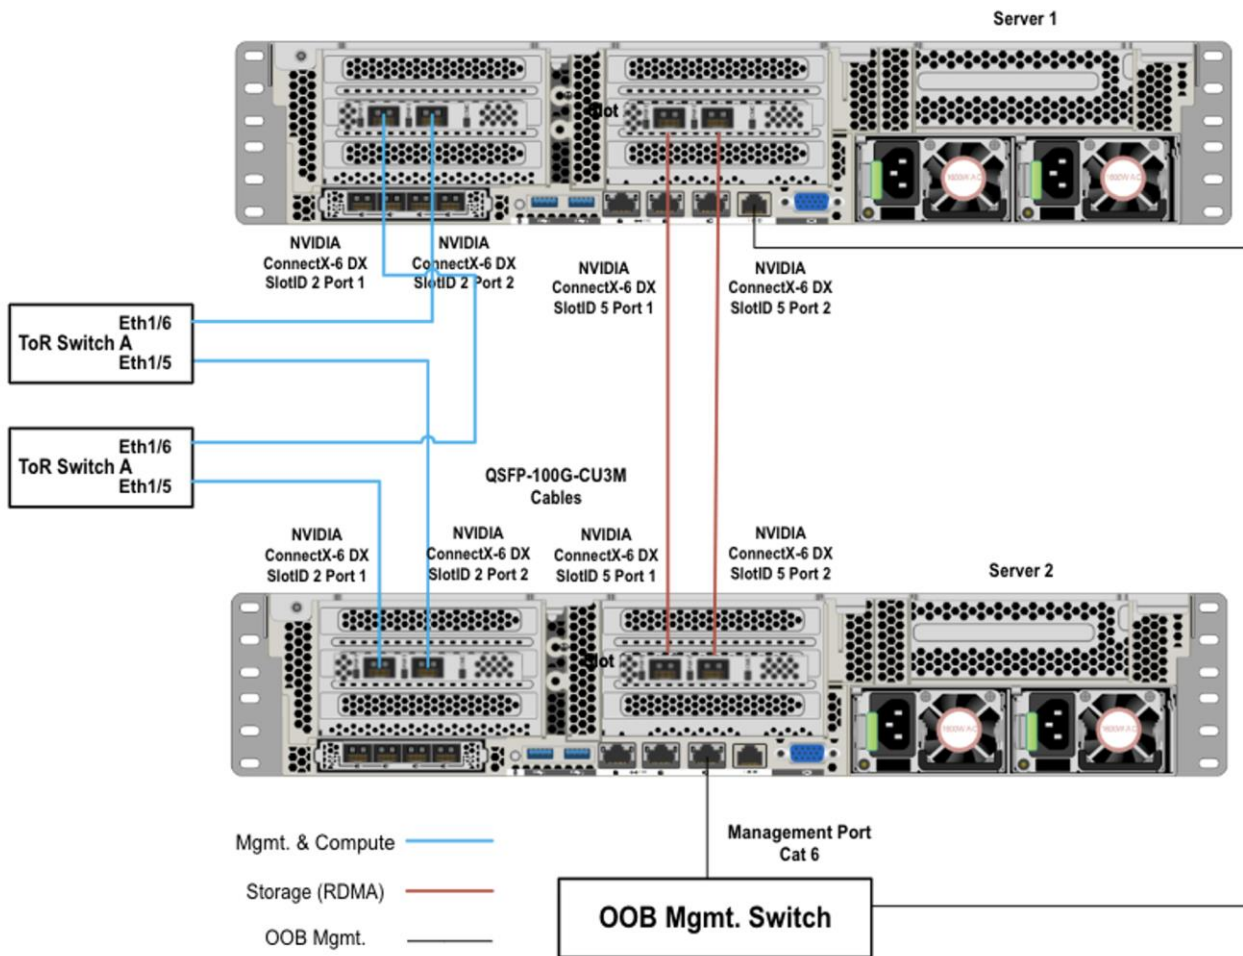 Server 1
Slot
NVIDIA
ConnectX-6 DX
SlotID 2 Port 1
NVIDIA
ConnectX-6 DX
SlotID 2 Port 2
NVIDIA
ConnectX-6 DX
SlotID 5 Port 1
NVIDIA
ConnectX-6 DX
SlotID 5 Port 2
Eth1/6
ToR Switch A
Eth1/5
Eth1/6
ToR Switch A
Eth1/5
QSFP-100G-CU3M
Cables
NVIDIA
ConnectX-6 DX
SlotID 2 Port 1
NVIDIA
ConnectX-6 DX
SlotID 2 Port 2
NVIDIA
ConnectX-6 DX
SlotID 5 Port 1
NVIDIA
ConnectX-6 DX
SlotID 5 Port 2
Server 2
Slot
Mgmt. & Compute
Storage (RDMA)
OOB Mgmt.
Management Port
Cat 6
OOB Mgmt. Switch